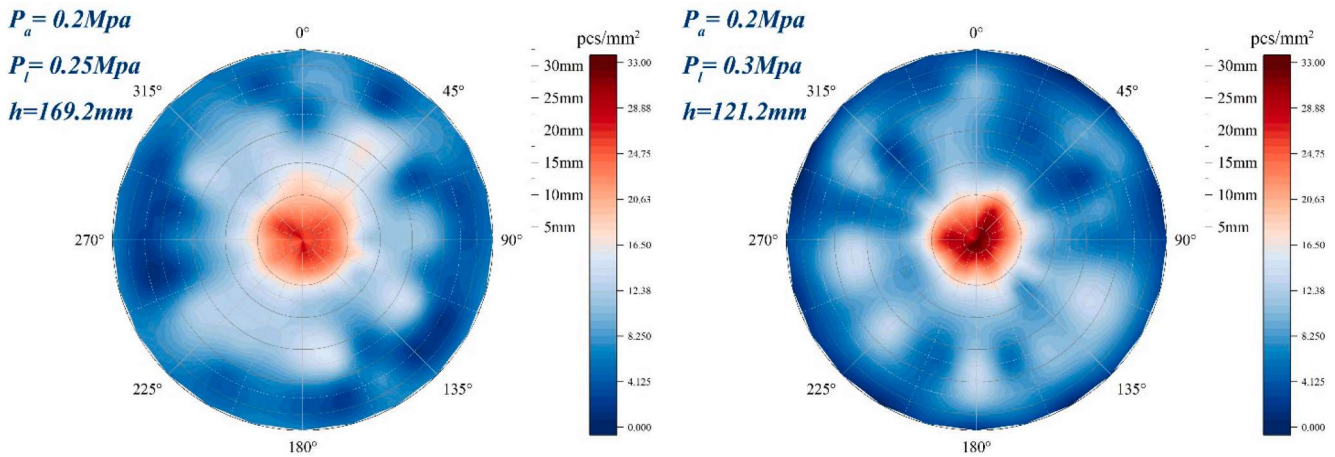 P_a= 0.2Mpa
P_l= 0.25Mpa
h=169.2mm
0°
45°
90°
135°
180°
225°
270°
315°
pcs/mm²
30mm
25mm
20mm
15mm
10mm
5mm
33.00
28.88
24.75
20.63
16.50
12.38
8.250
4.125
0.000
P_a= 0.2Mpa
P_l= 0.3Mpa
h=121.2mm
0°
45°
90°
135°
180°
225°
270°
315°
pcs/mm²
30mm
25mm
20mm
15mm
10mm
5mm
33.00
28.88
24.75
20.63
16.50
12.38
8.250
4.125
0.000